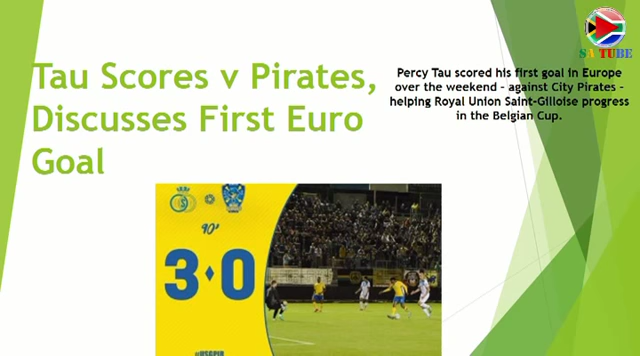 SA TUBE
Tau Scores v Pirates,
Discusses First Euro
Goal
Percy Tau scored his first goal in Europe
over the weekend – against City Pirates –
helping Royal Union Saint-Gilloise progress
in the Belgian Cup.
90'
3 0
#USGPIR